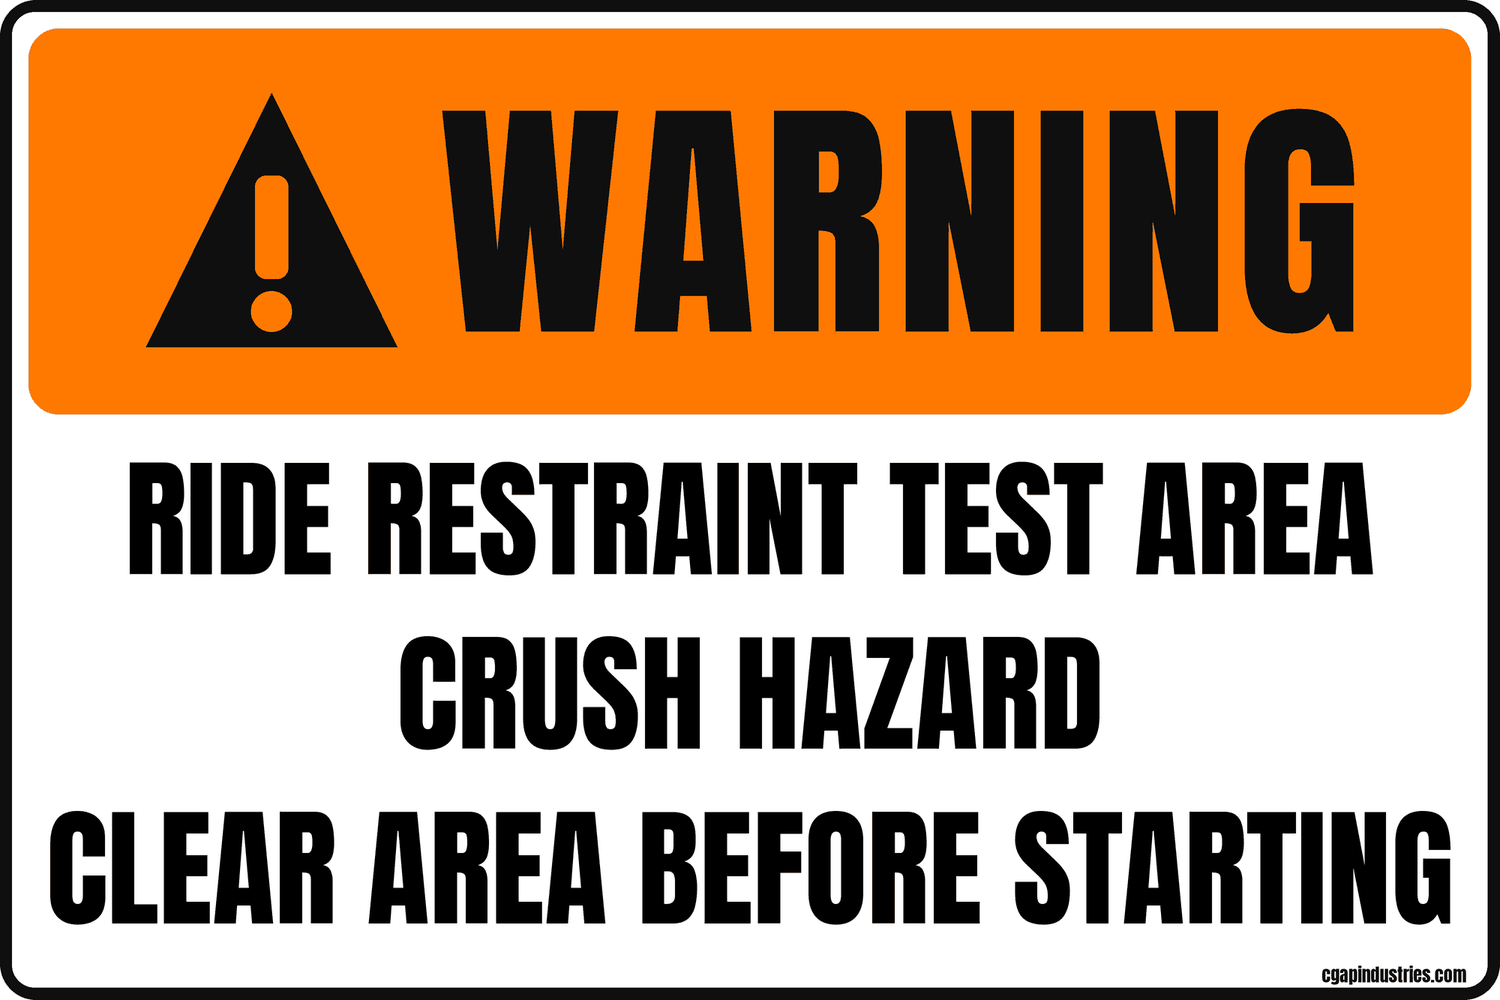 WARNING
RIDE RESTRAINT TEST AREA
CRUSH HAZARD
CLEAR AREA BEFORE STARTING
cgapindustries.com